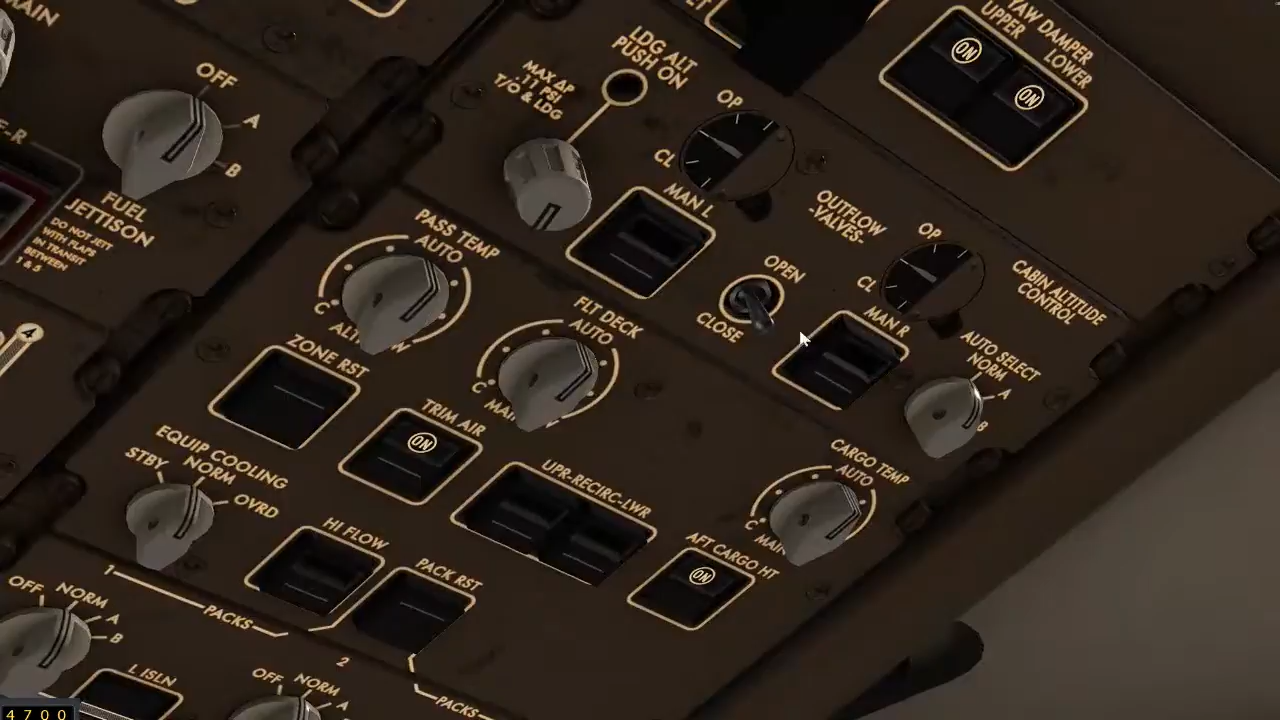 YAW DAMPER
UPPER
LOWER
ON
ON
LDG ALT
PUSH ON
MAX ΔP
.11 PSI
T/O & LDG
OP
CL
MAN L
OUTFLOW
-VALVES-
OPEN
CLOSE
OP
CL
MAN R
CABIN ALTITUDE
CONTROL
AUTO SELECT
NORM
A
B
MAIN
OFF
A
B
FUEL
JETTISON
DO NOT JETT
WITH FLAPS
IN TRANSIT
BETWEEN
1 & 5
PASS TEMP
AUTO
C
FLT DECK
AUTO
C
ZONE RST
TRIM AIR
ON
EQUIP COOLING
STBY
NORM
OVRD
UPR-RECIRC-LWR
CARGO TEMP
AUTO
C
AFT CARGO HT
ON
HI FLOW
PACK RST
OFF
NORM
A
B
1
PACKS
2
4
L ISLN
OFF
NORM
A
PACKS
4700